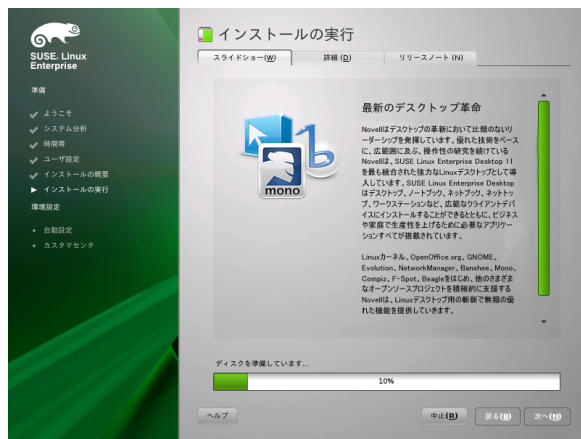 SUSE. Linux
Enterprise
準備
ようこそ
システム分析
時間帯
ユーザ設定
インストールの概要
インストールの実行
環境設定
自動設定
カスタマセンタ
インストールの実行
スライドショー(W)
詳細 (D)
リリースノート (N)
mono
最新のデスクトップ革命
Novellはデスクトップの革新において比類のないリ
ーダーシップを発揮しています。優れた技術をベース
に、広範囲に及ぶ、操作性の研究を続けている
Novellは、SUSE Linux Enterprise Desktop 11
を最も統合された強力なLinuxデスクトップとして導
入しています。SUSE Linux Enterprise Desktop
はデスクトップ、ノートブック、ネットブック、ネットトッ
プ、ワークステーションなど、広範なクライアントデバ
イスにインストールすることができるとともに、ビジネス
や家庭で生産性を上げるために必要なアプリケー
ションすべてが搭載されています。
Linuxカーネル、OpenOffice.org、GNOME、
Evolution、NetworkManager、Banshee、Mono、
Compiz、F-Spot、Beagleをはじめ、他のさまざま
なオープンソースプロジェクトを積極的に支援する
Novellは、Linuxデスクトップ用の斬新で無類の優
れた機能を提供していきます。
ディスクを準備しています...
10%
ヘルプ
中止(R)
戻る(B)
次へ(N)